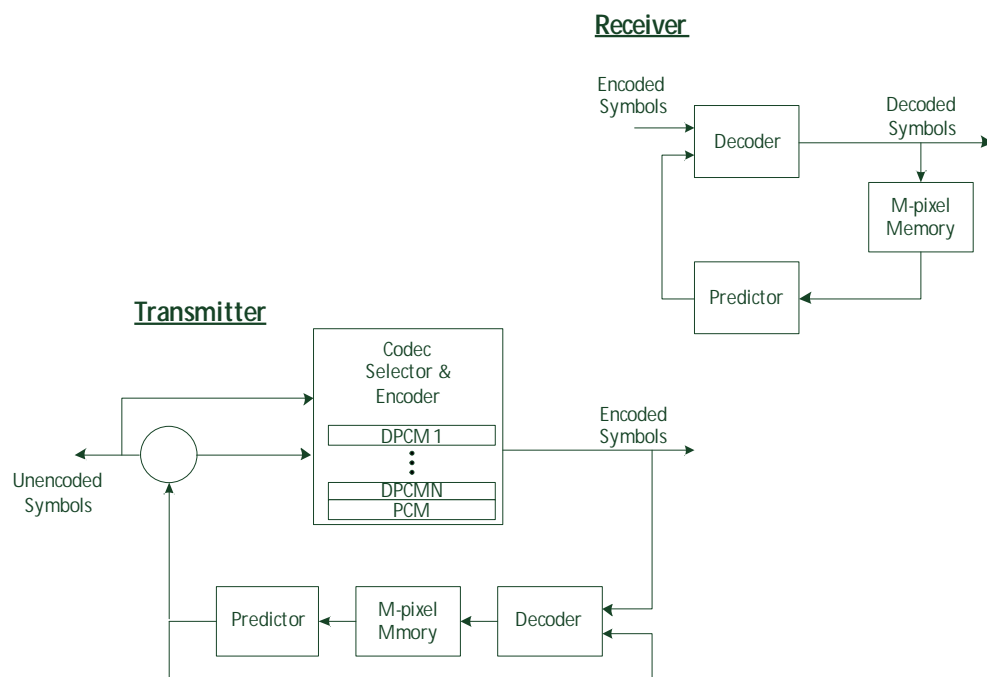 Receiver
Encoded
Symbols
Decoder
Decoded
Symbols
M-pixel
Memory
Predictor
Transmitter
Codec
Selector &
Encoder
DPCM 1
DPCMN
PCM
Encoded
Symbols
Unencoded
Symbols
Predictor
M-pixel
Mmory
Decoder